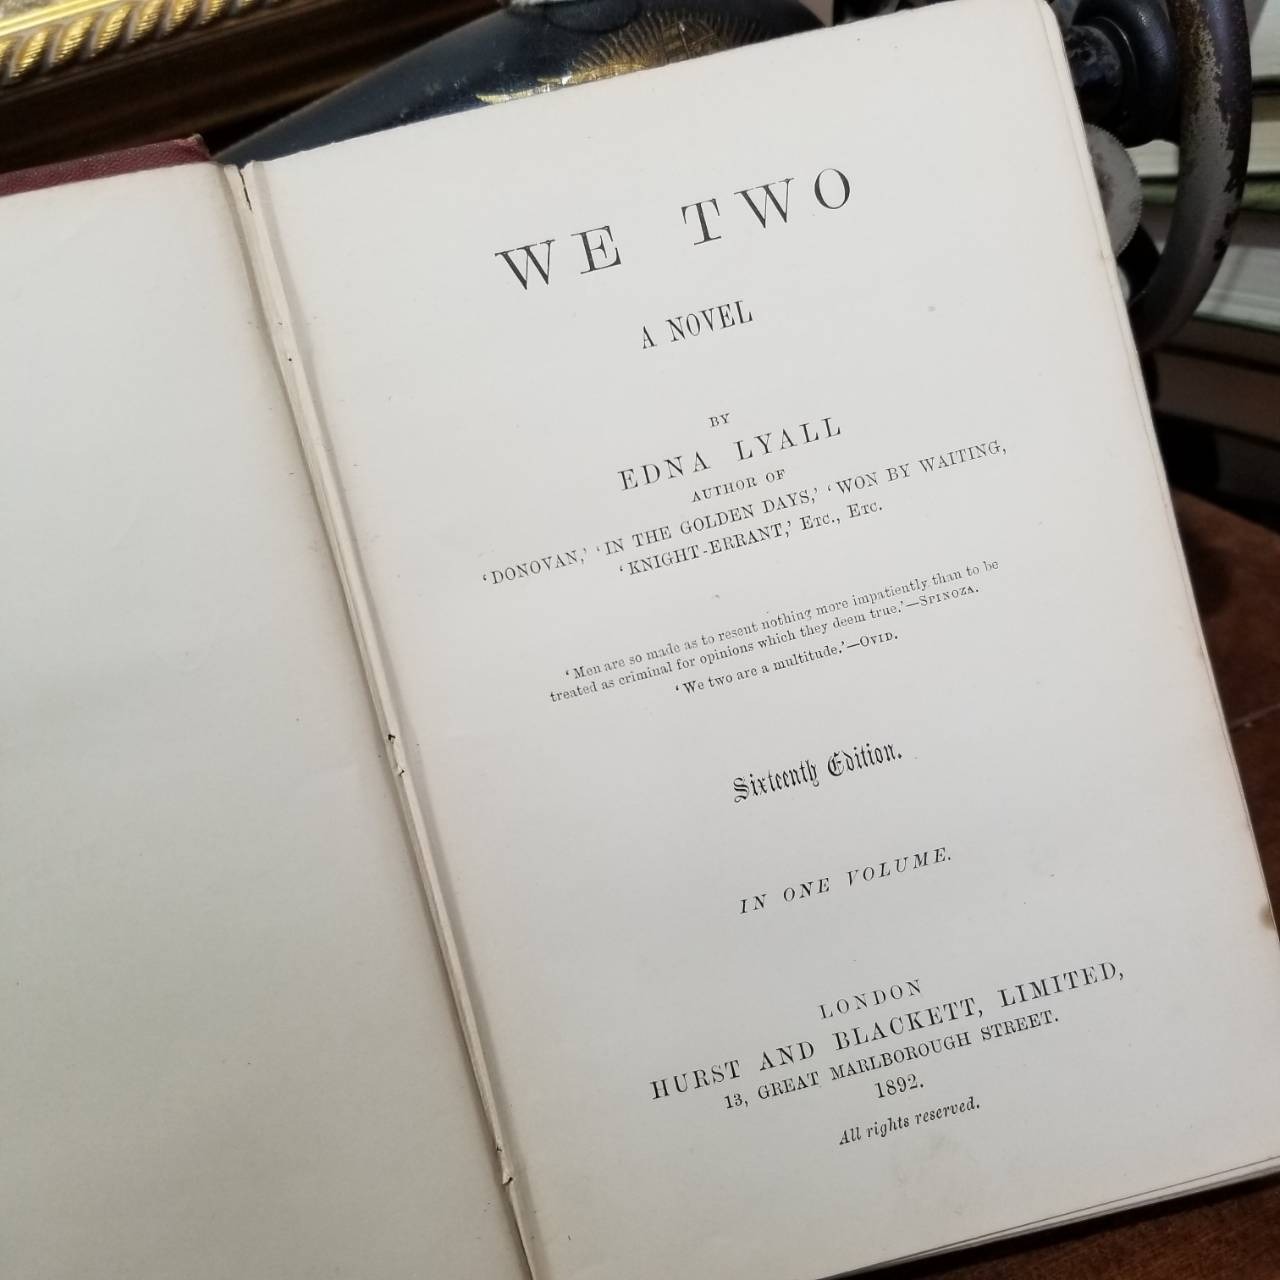 WE TWO
A NOVEL
BY
EDNA LYALL
AUTHOR OF
‘DONOVAN,’ ‘IN THE GOLDEN DAYS,’ ‘WON BY WAITING,
‘KNIGHT-ERRANT,’ ETC., ETC.
‘Men are so made as to resent nothing more impatiently than to be
treated as criminal for opinions which they deem true.’—SPINOZA.
‘We two are a multitude.’—OVID.
Sixteenth Edition.
IN ONE VOLUME.
LONDON
HURST AND BLACKETT, LIMITED,
13, GREAT MARLBOROUGH STREET.
1892.
All rights reserved.